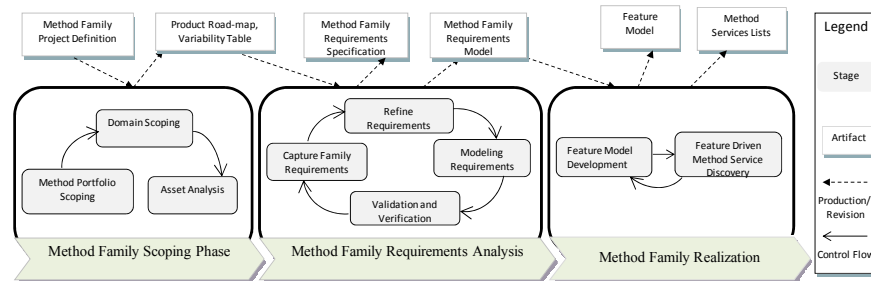 Method Family
Project Definition
Product Road-map,
Variability Table
Method Family
Requirements
Specification
Method Family
Requirements
Model
Feature
Model
Method
Services Lists
Legend
Stage
Artifact
Production/
Revision
Control Flow
Domain Scoping
Method Portfolio
Scoping
Asset Analysis
Refine
Requirements
Capture Family
Requirements
Modeling
Requirements
Validation and
Verification
Feature Model
Development
Feature Driven
Method Service
Discovery
Method Family Scoping Phase
Method Family Requirements Analysis
Method Family Realization